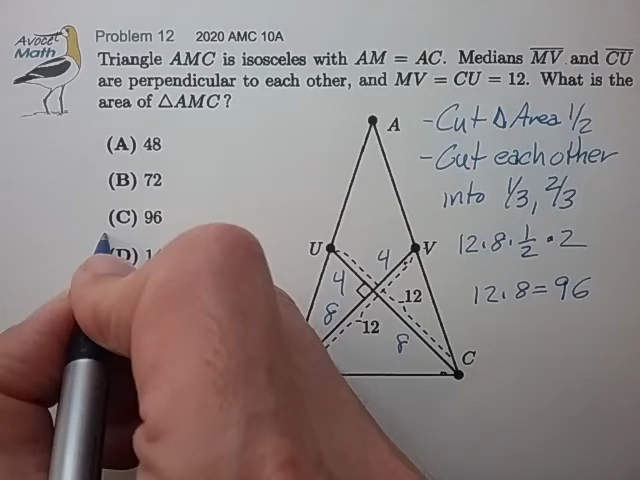 Avocet
Math
Problem 12 2020 AMC 10A
Triangle AMC is isosceles with AM = AC. Medians MV and CU
are perpendicular to each other, and MV = CU = 12. What is the
area of △AMC?
(A) 48
(B) 72
(C) 96
(D) 1
A
U
V
4
4
8
8
12
12
C
-Cut △ Area 1/2
-Cut each other
into 1/3, 2/3
12·8·1/2·2
12·8=96